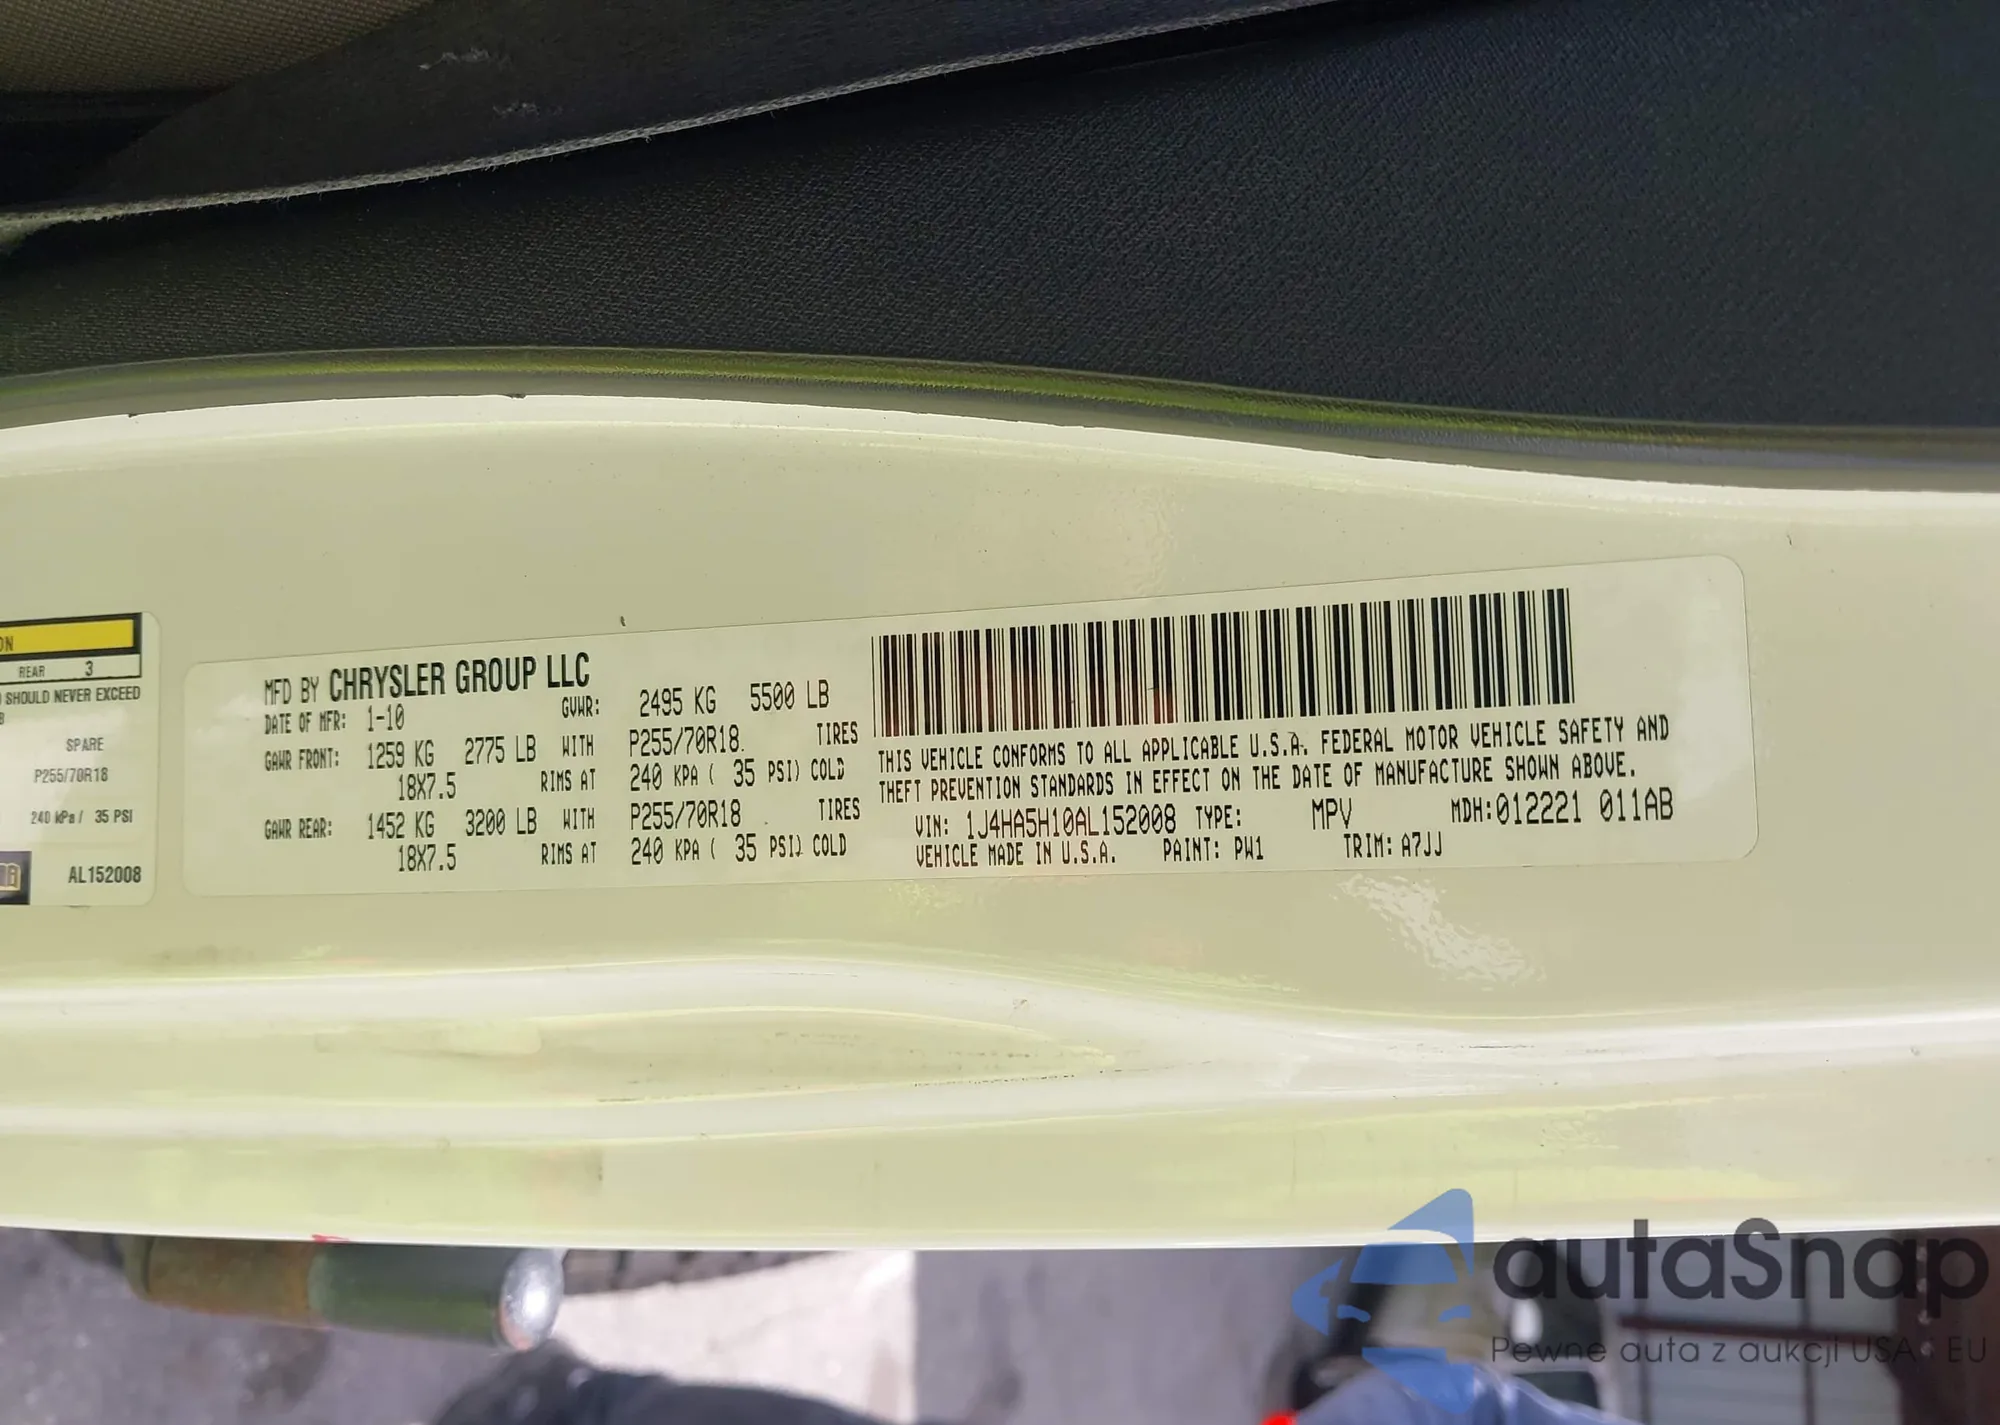 ON
REAR 3
SHOULD NEVER EXCEED
SPARE
P255/70R18
240 kPa / 35 PSI
AL152008
MFD BY CHRYSLER GROUP LLC
DATE OF MFR: 1-10 GVWR: 2495 KG 5500 LB
GAWR FRONT: 1259 KG 2775 LB WITH P255/70R18 TIRES
18X7.5 RIMS AT 240 KPA ( 35 PSI) COLD
GAWR REAR: 1452 KG 3200 LB WITH P255/70R18 TIRES
18X7.5 RIMS AT 240 KPA ( 35 PSI) COLD
THIS VEHICLE CONFORMS TO ALL APPLICABLE U.S.A. FEDERAL MOTOR VEHICLE SAFETY AND
THEFT PREVENTION STANDARDS IN EFFECT ON THE DATE OF MANUFACTURE SHOWN ABOVE.
VIN: 1J4HA5H10AL152008 TYPE: MPV MDH:012221 011AB
VEHICLE MADE IN U.S.A. PAINT: PW1 TRIM: A7JJ
autaSnap
Pewne auta z aukcji USA i EU